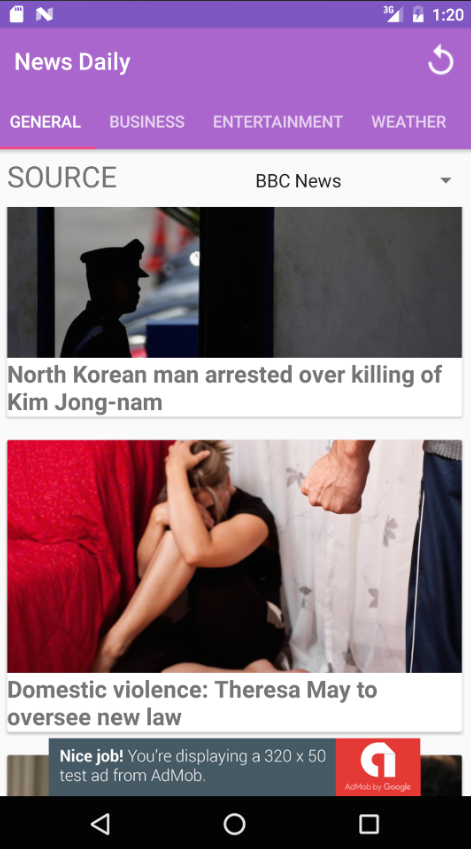 3G
1:20
News Daily
GENERAL BUSINESS ENTERTAINMENT WEATHER
SOURCE BBC News
North Korean man arrested over killing of
Kim Jong-nam
Domestic violence: Theresa May to
oversee new law
Nice job! You're displaying a 320 x 50
test ad from AdMob.
AdMob by Google